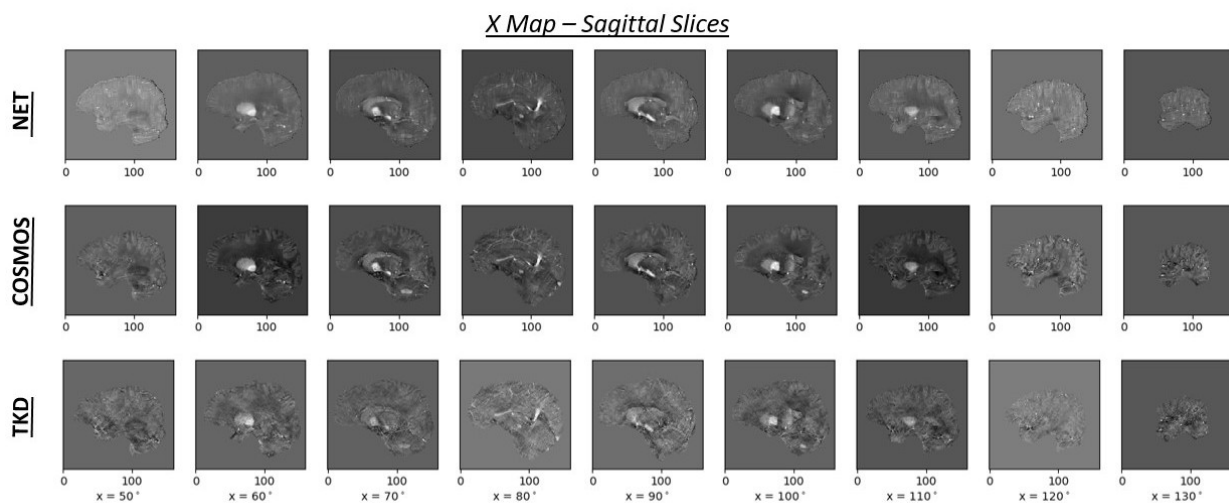 X Map – Sagittal Slices
NET
0 100 0 100 0 100 0 100 0 100 0 100 0 100 0 100 0 100
COSMOS
0 100 0 100 0 100 0 100 0 100 0 100 0 100 0 100 0 100
TKD
0 100 0 100 0 100 0 100 0 100 0 100 0 100 0 100 0 100
x = 50° x = 60° x = 70° x = 80° x = 90° x = 100° x = 110° x = 120° x = 130°